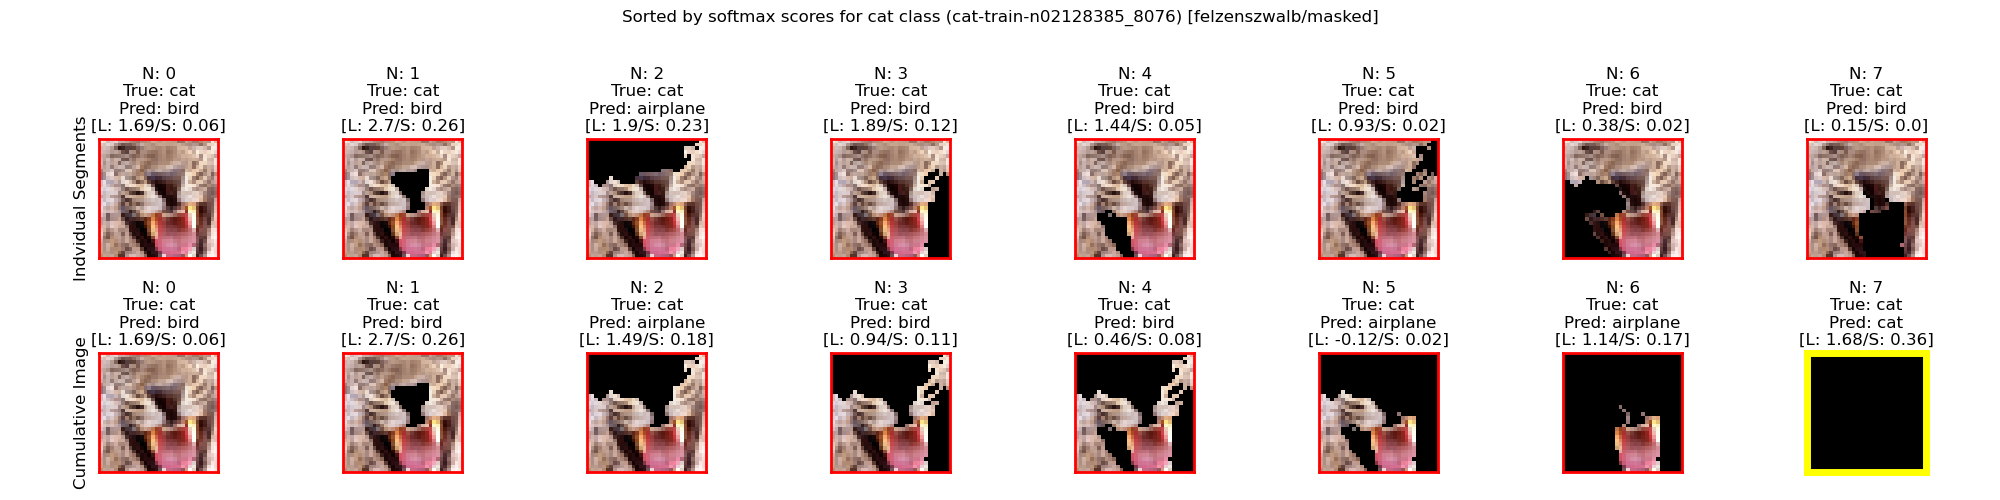 Sorted by softmax scores for cat class (cat-train-n02128385_8076) [felzenszwalb/masked]
Indvidual Segments
N: 0
True: cat
Pred: bird
[L: 1.69/S: 0.06]
N: 1
True: cat
Pred: bird
[L: 2.7/S: 0.26]
N: 2
True: cat
Pred: airplane
[L: 1.9/S: 0.23]
N: 3
True: cat
Pred: bird
[L: 1.89/S: 0.12]
N: 4
True: cat
Pred: bird
[L: 1.44/S: 0.05]
N: 5
True: cat
Pred: bird
[L: 0.93/S: 0.02]
N: 6
True: cat
Pred: bird
[L: 0.38/S: 0.02]
N: 7
True: cat
Pred: bird
[L: 0.15/S: 0.0]
Cumulative Image
N: 0
True: cat
Pred: bird
[L: 1.69/S: 0.06]
N: 1
True: cat
Pred: bird
[L: 2.7/S: 0.26]
N: 2
True: cat
Pred: airplane
[L: 1.49/S: 0.18]
N: 3
True: cat
Pred: bird
[L: 0.94/S: 0.11]
N: 4
True: cat
Pred: bird
[L: 0.46/S: 0.08]
N: 5
True: cat
Pred: airplane
[L: -0.12/S: 0.02]
N: 6
True: cat
Pred: airplane
[L: 1.14/S: 0.17]
N: 7
True: cat
Pred: cat
[L: 1.68/S: 0.36]